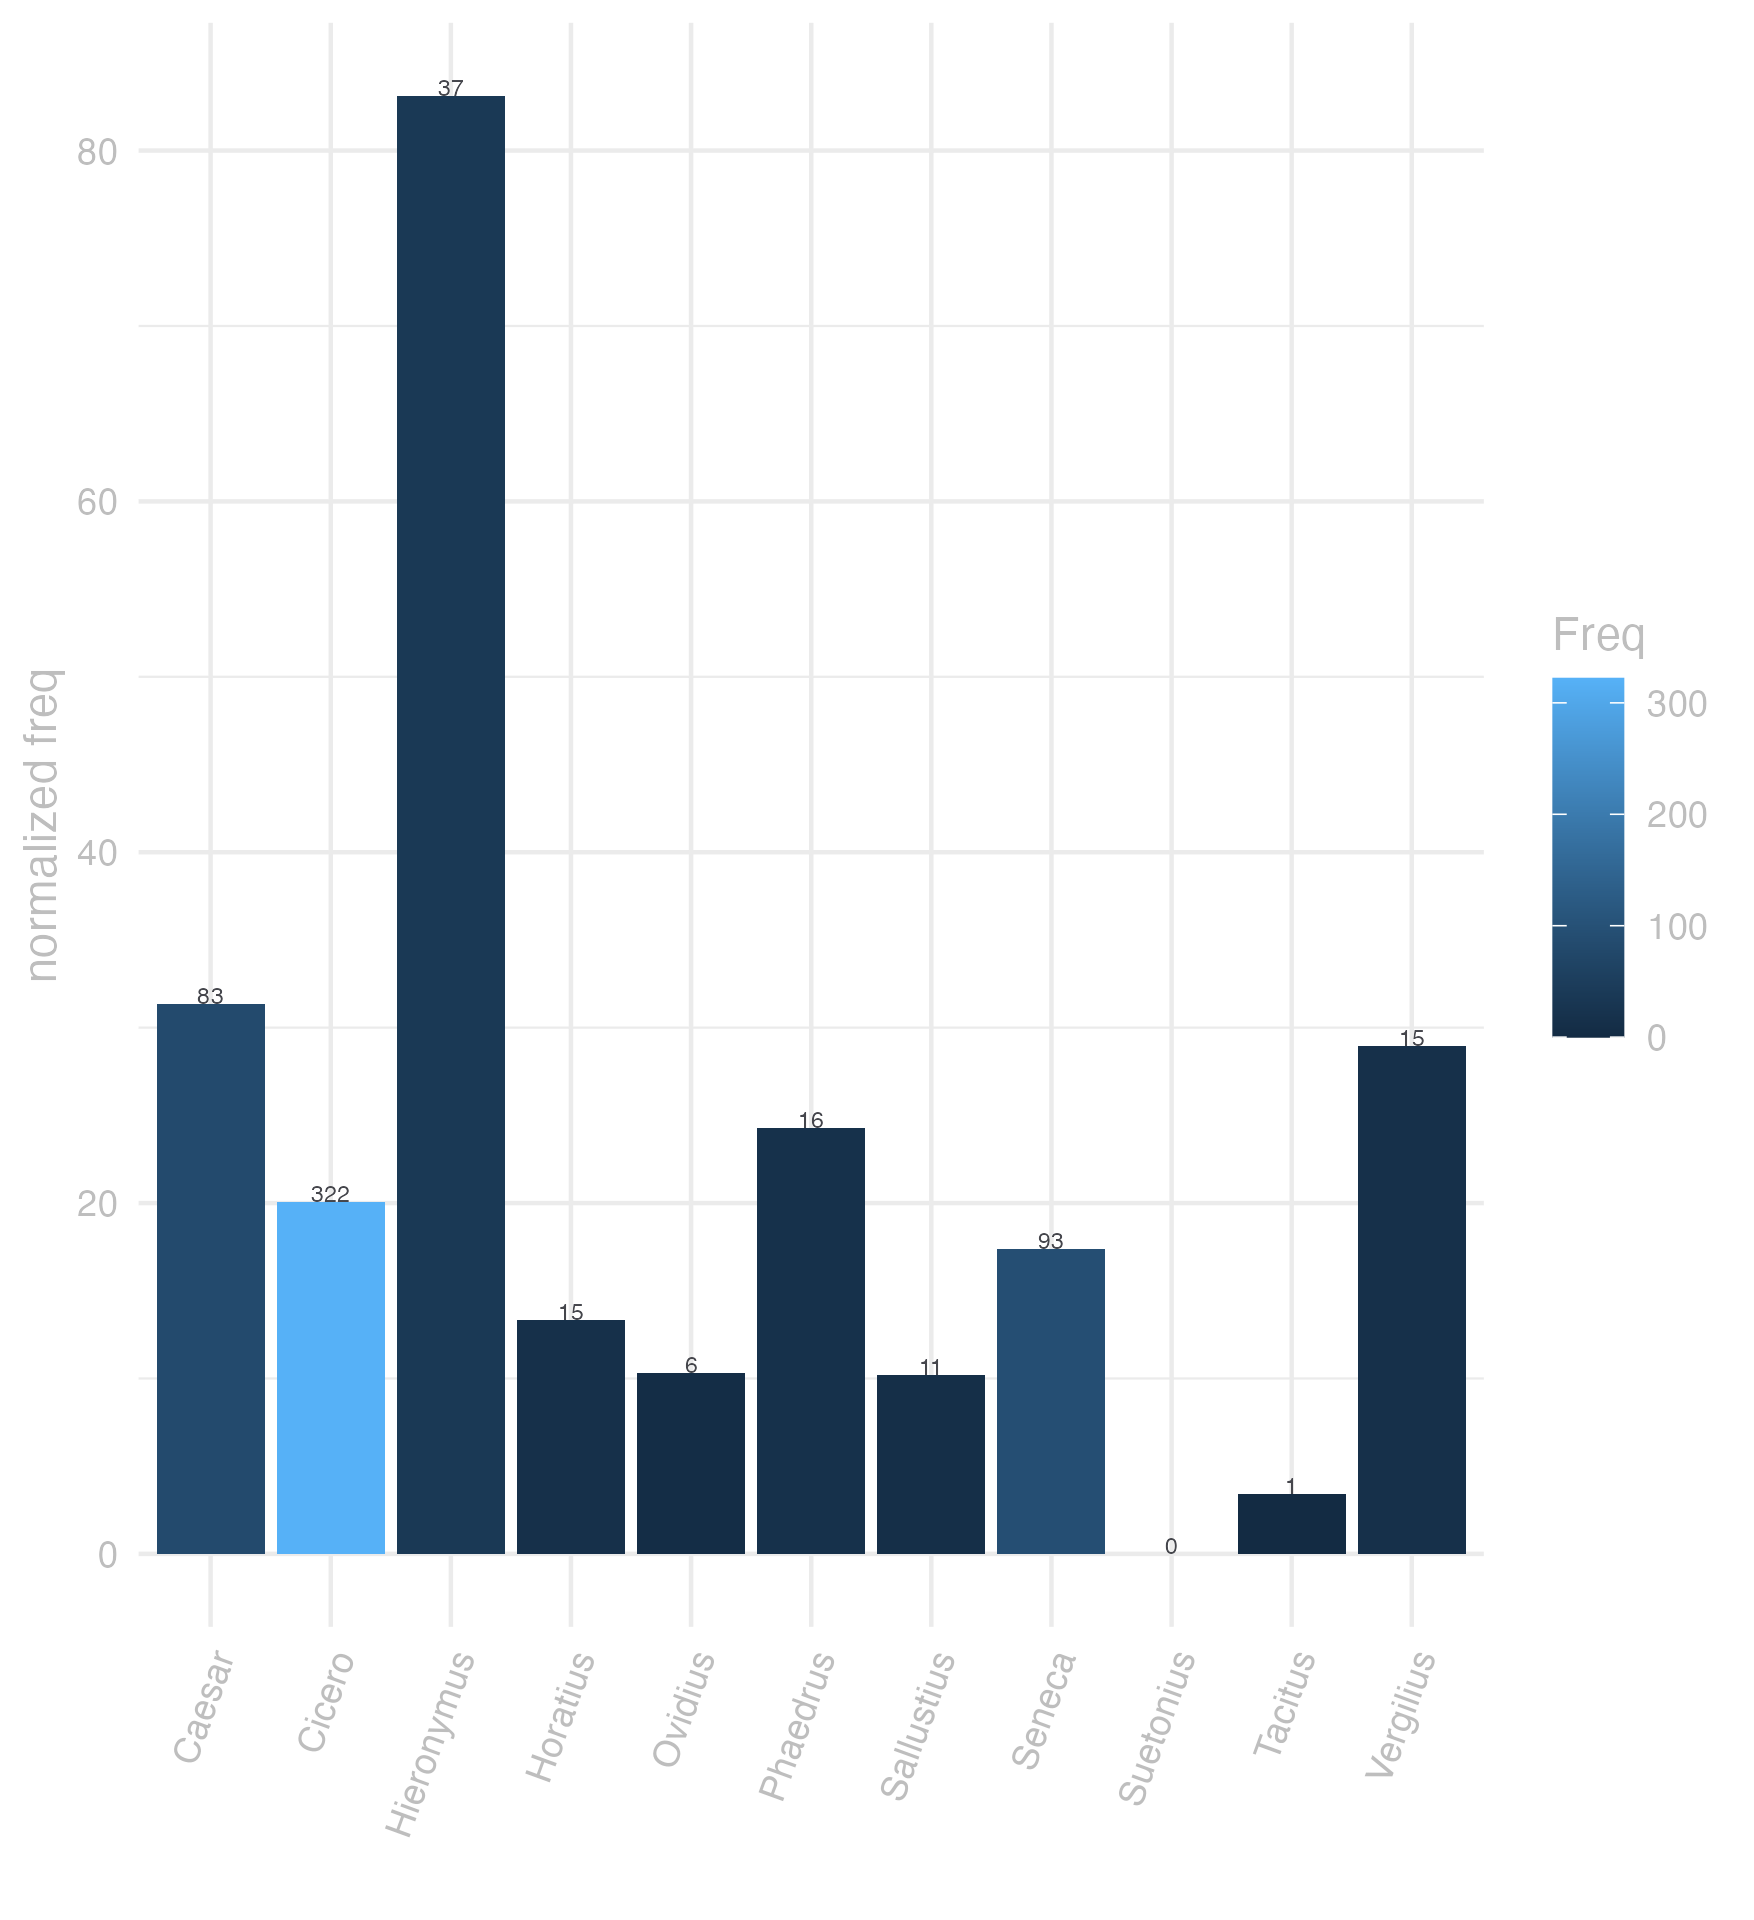 37
80
60
Freq
300
normalized freq
200
40
100
83
15
0
16
322
20
93
15
6
11
1
0
0
Caesar
Cicero
Hieronymus
Horatius
Ovidius
Phaedrus
Sallustius
Seneca
Suetonius
Tacitus
Vergilius